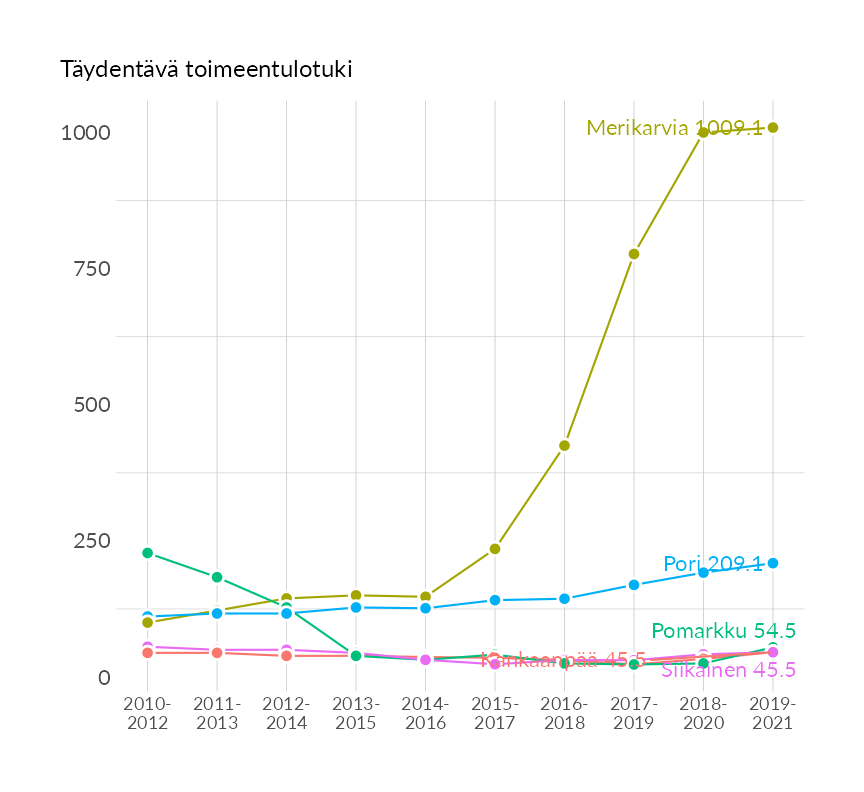 Täydentävä toimeentulotuki
1000
Merikarvia 1009.1
750
500
250
Pori 209.1
Pomarkku 54.5
Kankaanpää 45.5
Siikainen 45.5
0
2010- 2011- 2012- 2013- 2014- 2015- 2016- 2017- 2018- 2019-
2012 2013 2014 2015 2016 2017 2018 2019 2020 2021